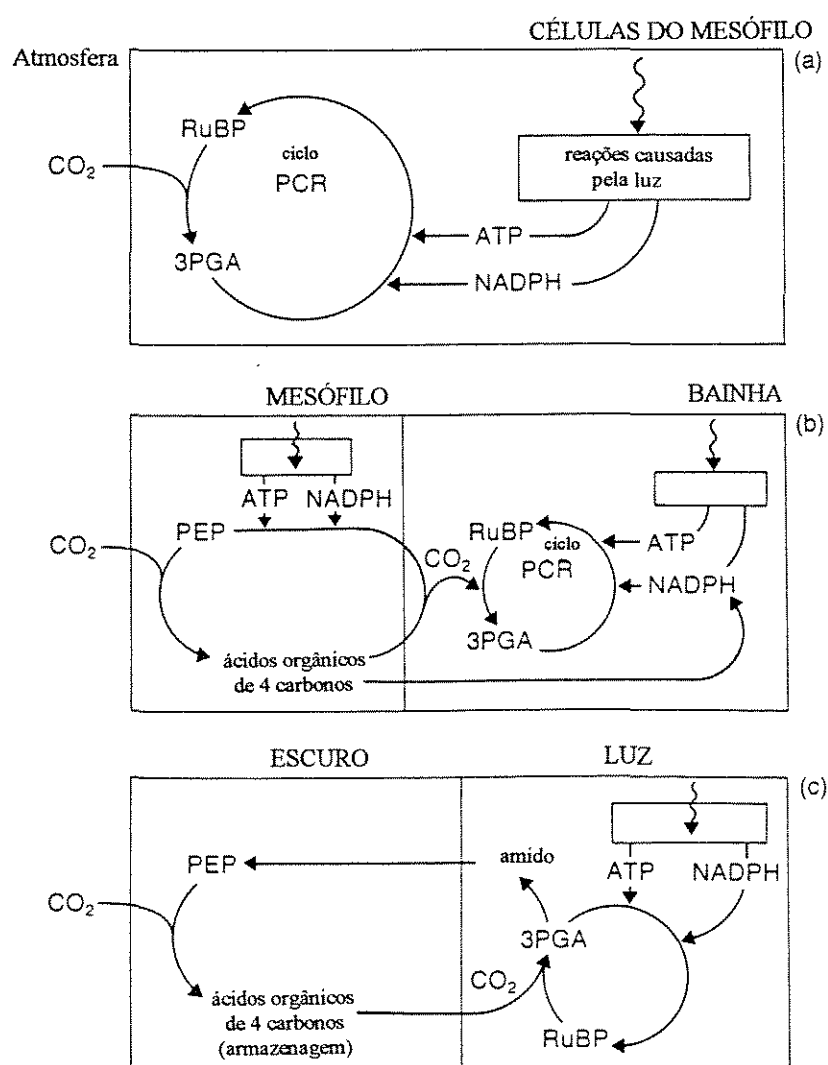 CÉLULAS DO MESÓFILO
Atmosfera
(a)
RuBP
ciclo
PCR
reações causadas
pela luz
CO₂
ATP
3PGA
NADPH
MESÓFILO
BAINHA
(b)
ATP NADPH
PEP
RuBP
ciclo
PCR
ATP
CO₂
CO₂
NADPH
3PGA
ácidos orgânicos
de 4 carbonos
ESCURO
LUZ
(c)
PEP
amido
ATP
NADPH
CO₂
3PGA
CO₂
ácidos orgânicos
de 4 carbonos
(armazenagem)
RuBP